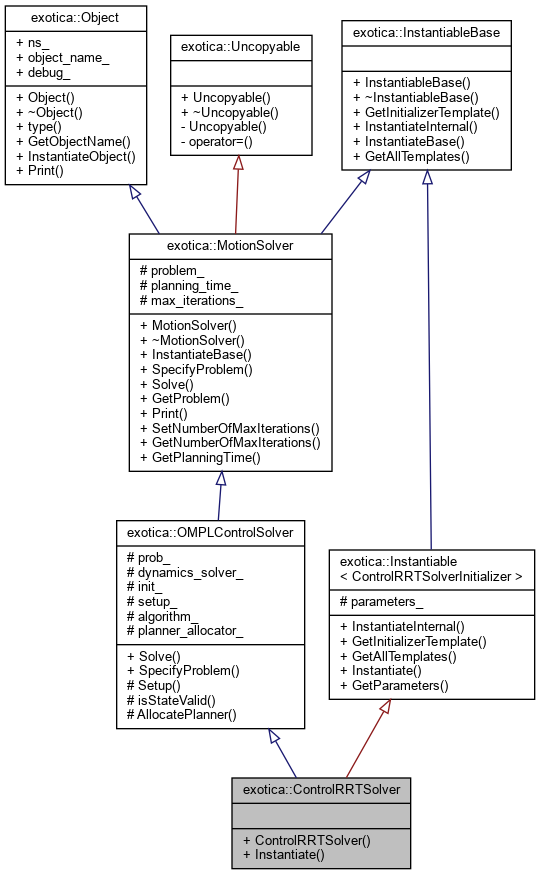 exotica::Object
+ ns_
+ object_name_
+ debug_
+ Object()
+ ~Object()
+ type()
+ GetObjectName()
+ InstantiateObject()
+ Print()
exotica::Uncopyable
+ Uncopyable()
+ ~Uncopyable()
- Uncopyable()
- operator=()
exotica::InstantiableBase
+ InstantiableBase()
+ ~InstantiableBase()
+ GetInitializerTemplate()
+ InstantiateInternal()
+ InstantiateBase()
+ GetAllTemplates()
exotica::MotionSolver
# problem_
# planning_time_
# max_iterations_
+ MotionSolver()
+ ~MotionSolver()
+ InstantiateBase()
+ SpecifyProblem()
+ Solve()
+ GetProblem()
+ Print()
+ SetNumberOfMaxIterations()
+ GetNumberOfMaxIterations()
+ GetPlanningTime()
exotica::OMPLControlSolver
# prob_
# dynamics_solver_
# init_
# setup_
# algorithm_
# planner_allocator_
+ Solve()
+ SpecifyProblem()
# Setup()
# isStateValid()
# AllocatePlanner()
exotica::Instantiable
< ControlRRTSolverInitializer >
# parameters_
+ InstantiateInternal()
+ GetInitializerTemplate()
+ GetAllTemplates()
+ Instantiate()
+ GetParameters()
exotica::ControlRRTSolver
+ ControlRRTSolver()
+ Instantiate()